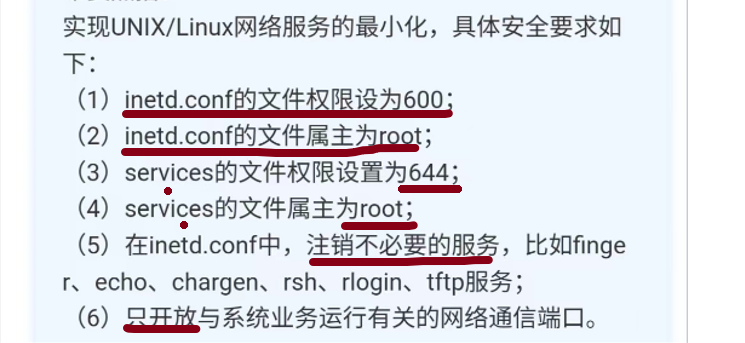 实现UNIX/Linux网络服务的最小化，具体安全要求如
下：
（1）inetd.conf的文件权限设为600；
（2）inetd.conf的文件属主为root；
（3）services的文件权限设置为644；
（4）services的文件属主为root；
（5）在inetd.conf中，注销不必要的服务，比如finge
r、echo、chargen、rsh、rlogin、tftp服务；
（6）只开放与系统业务运行有关的网络通信端口。